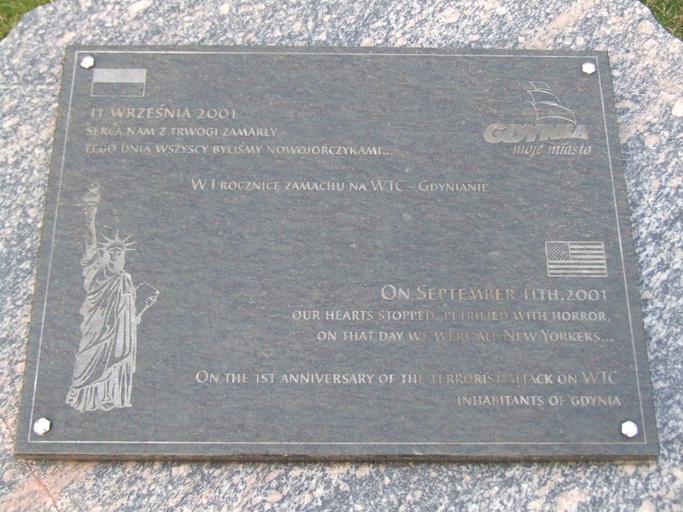 11 WRZEŚNIA 2001
SERCA NAM Z TRWOGI ZAMARŁY
TEGO DNIA WSZYSCY BYLIŚMY NOWOJORCZYKAMI...
GDYNIA
moje miasto
W I ROCZNICĘ ZAMACHU NA WTC - GDYNIANIE
ON SEPTEMBER 11TH, 2001
OUR HEARTS STOPPED, PETRIFIED WITH HORROR,
ON THAT DAY WE WERE ALL NEW YORKERS...
ON THE 1ST ANNIVERSARY OF THE TERRORIST ATTACK ON WTC
INHABITANTS OF GDYNIA